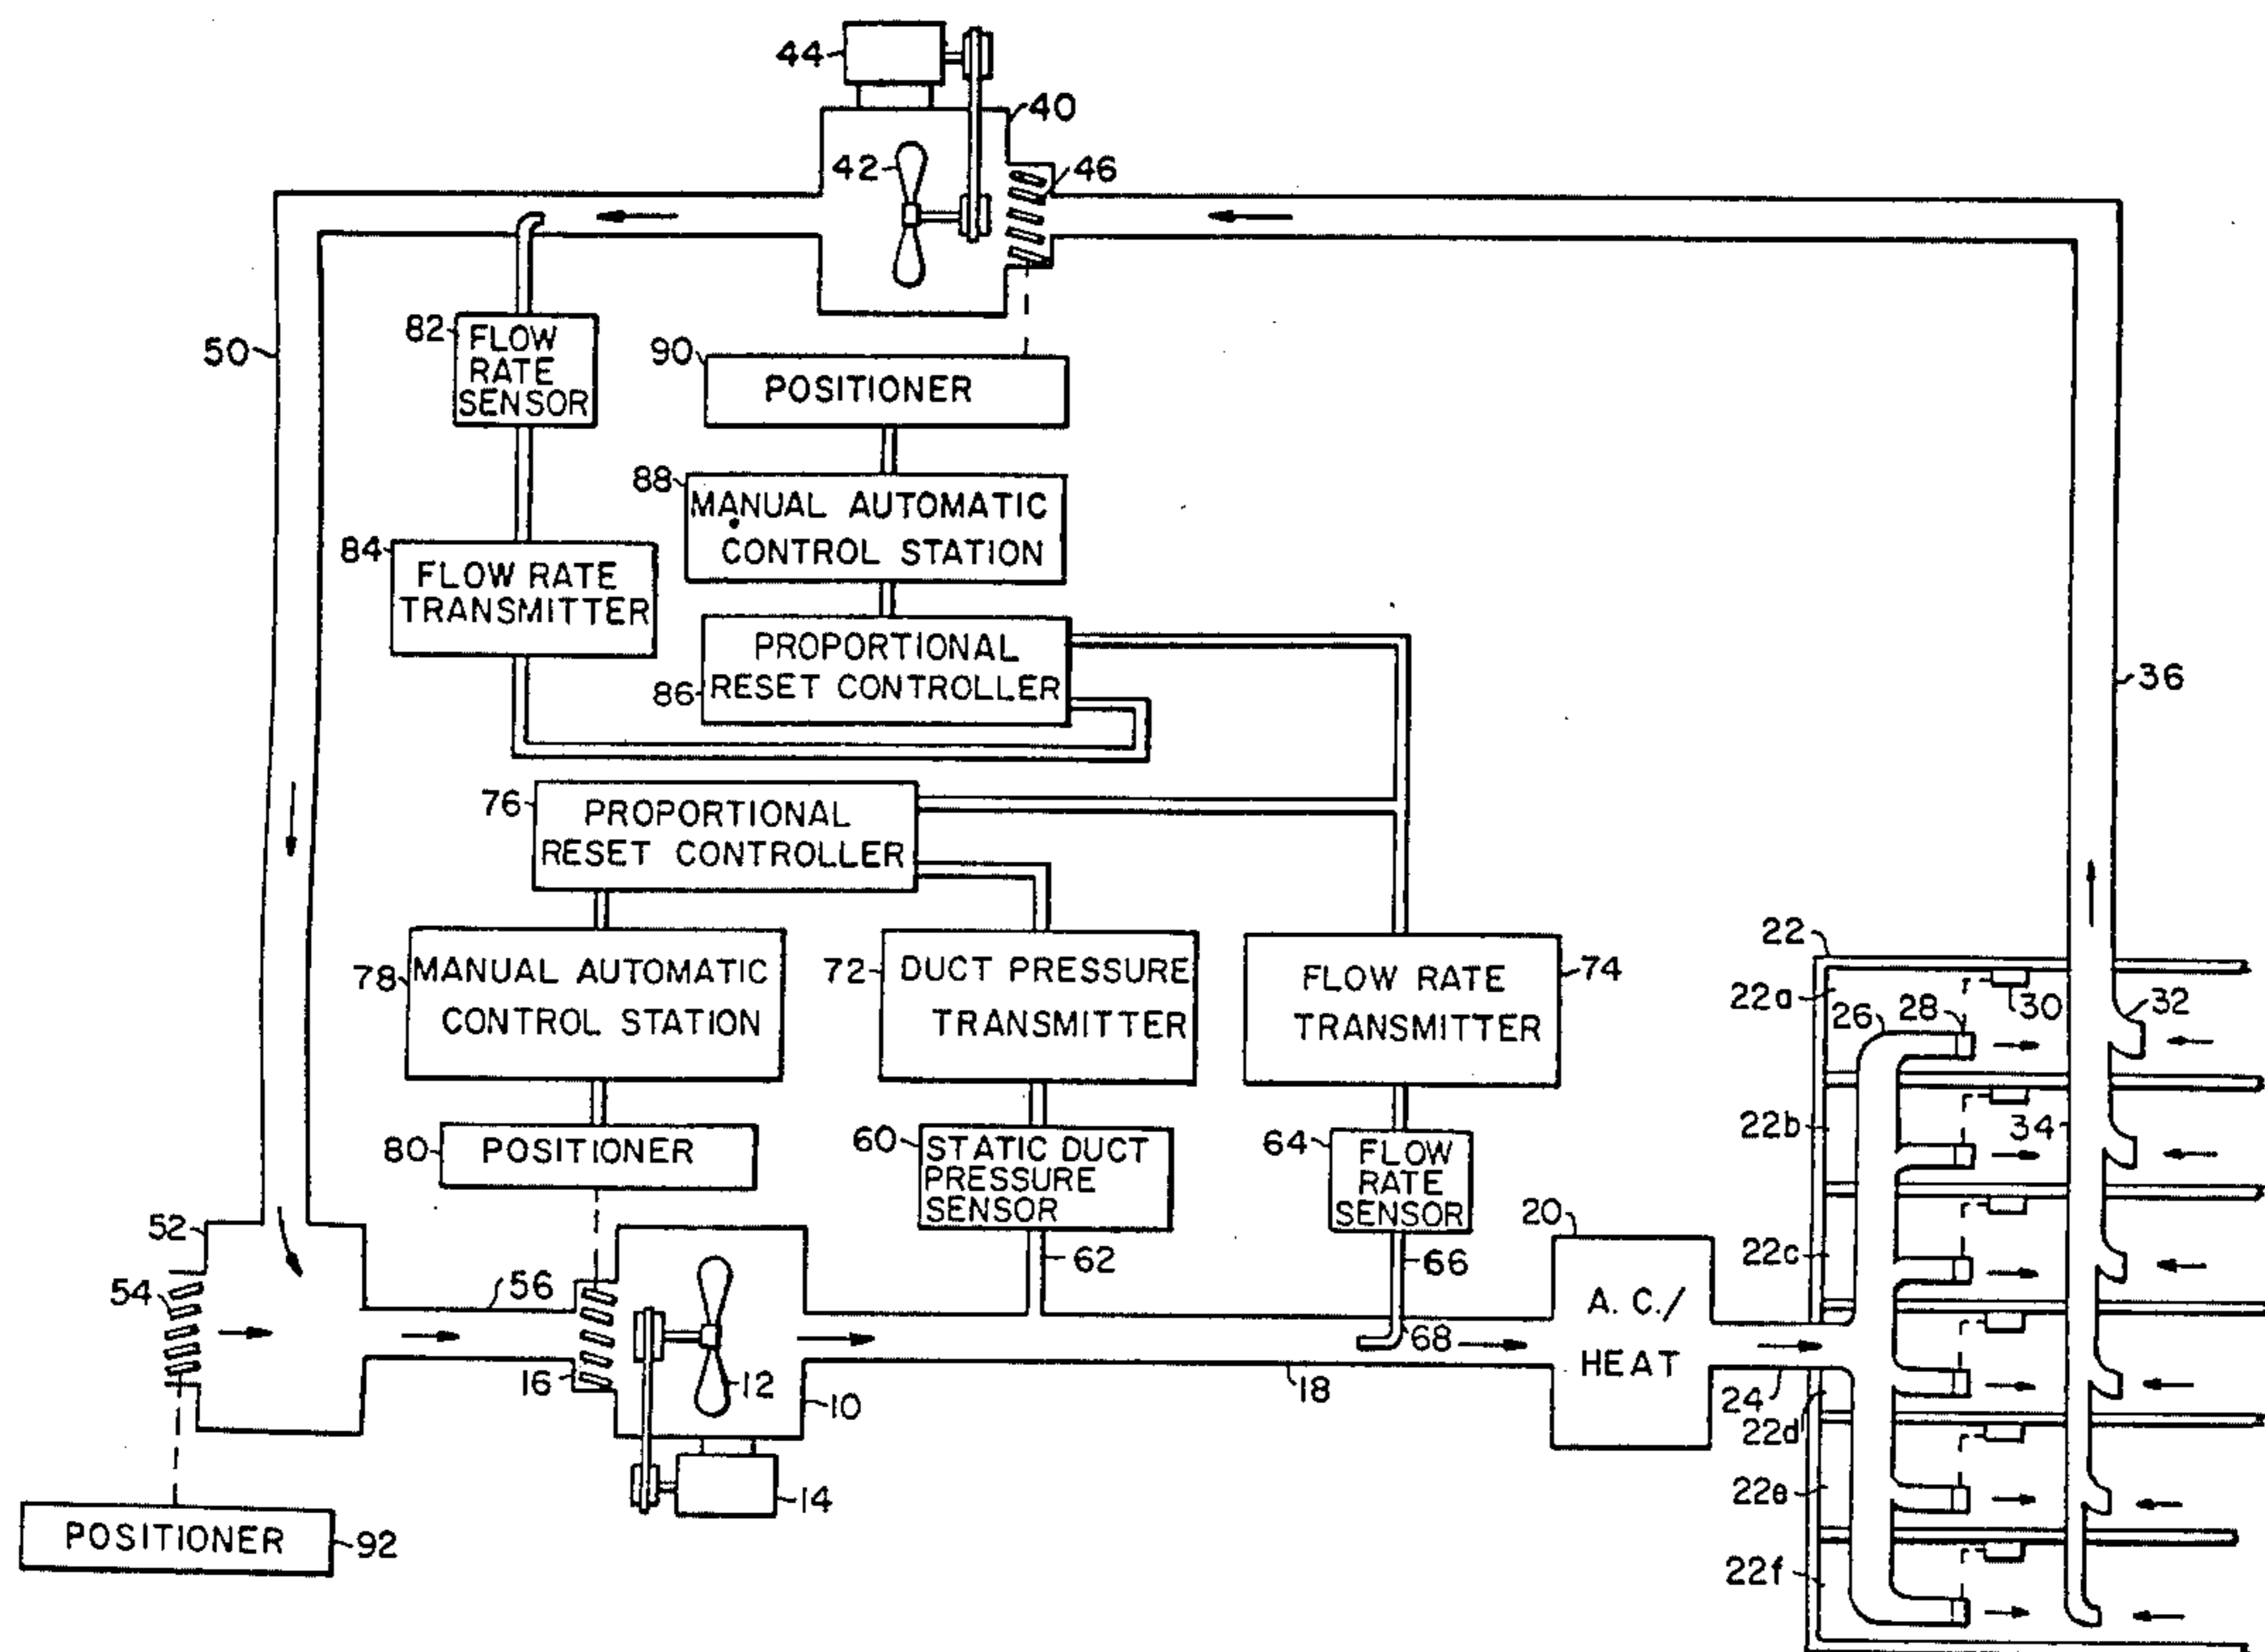 44
40
42
46
50
82
FLOW
RATE
SENSOR
90
POSITIONER
88
MANUAL AUTOMATIC
CONTROL STATION
84
FLOW RATE
TRANSMITTER
86
PROPORTIONAL
RESET CONTROLLER
36
76
PROPORTIONAL
RESET CONTROLLER
78
MANUAL AUTOMATIC
CONTROL STATION
72
DUCT PRESSURE
TRANSMITTER
74
FLOW RATE
TRANSMITTER
22
22a
26
28
30
32
80
POSITIONER
60
STATIC DUCT
PRESSURE
SENSOR
64
FLOW
RATE
SENSOR
22b
34
52
54
56
62
66
20
22c
A.C./
HEAT
16
12
10
68
18
24
22d
14
22e
POSITIONER
92
22f